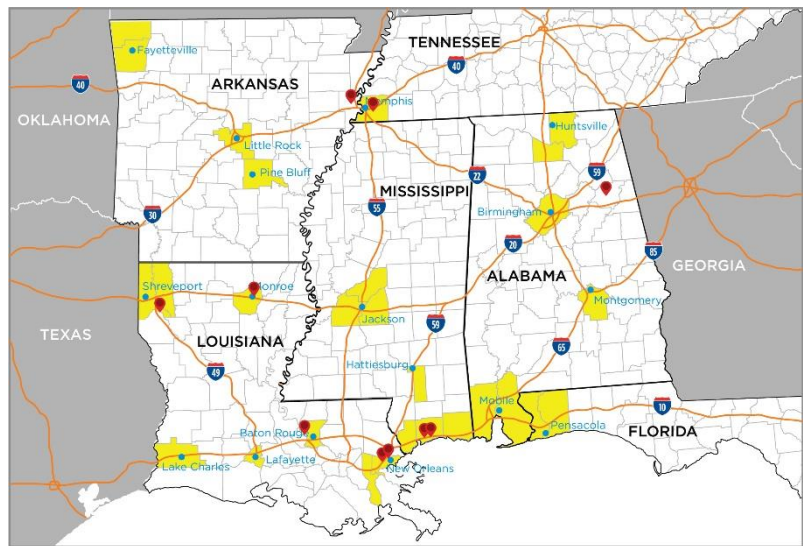 TENNESSEE
Fayetteville
40
ARKANSAS
40
Memphis
OKLAHOMA
Huntsville
Little Rock
59
Pine Bluff
22
MISSISSIPPI
55
30
Birmingham
20
85
GEORGIA
ALABAMA
Shreveport
Monroe
Montgomery
Jackson
59
TEXAS
LOUISIANA
65
49
Hattiesburg
Mobile
10
Baton Rouge
Pensacola
FLORIDA
Lake Charles
Lafayette
New Orleans